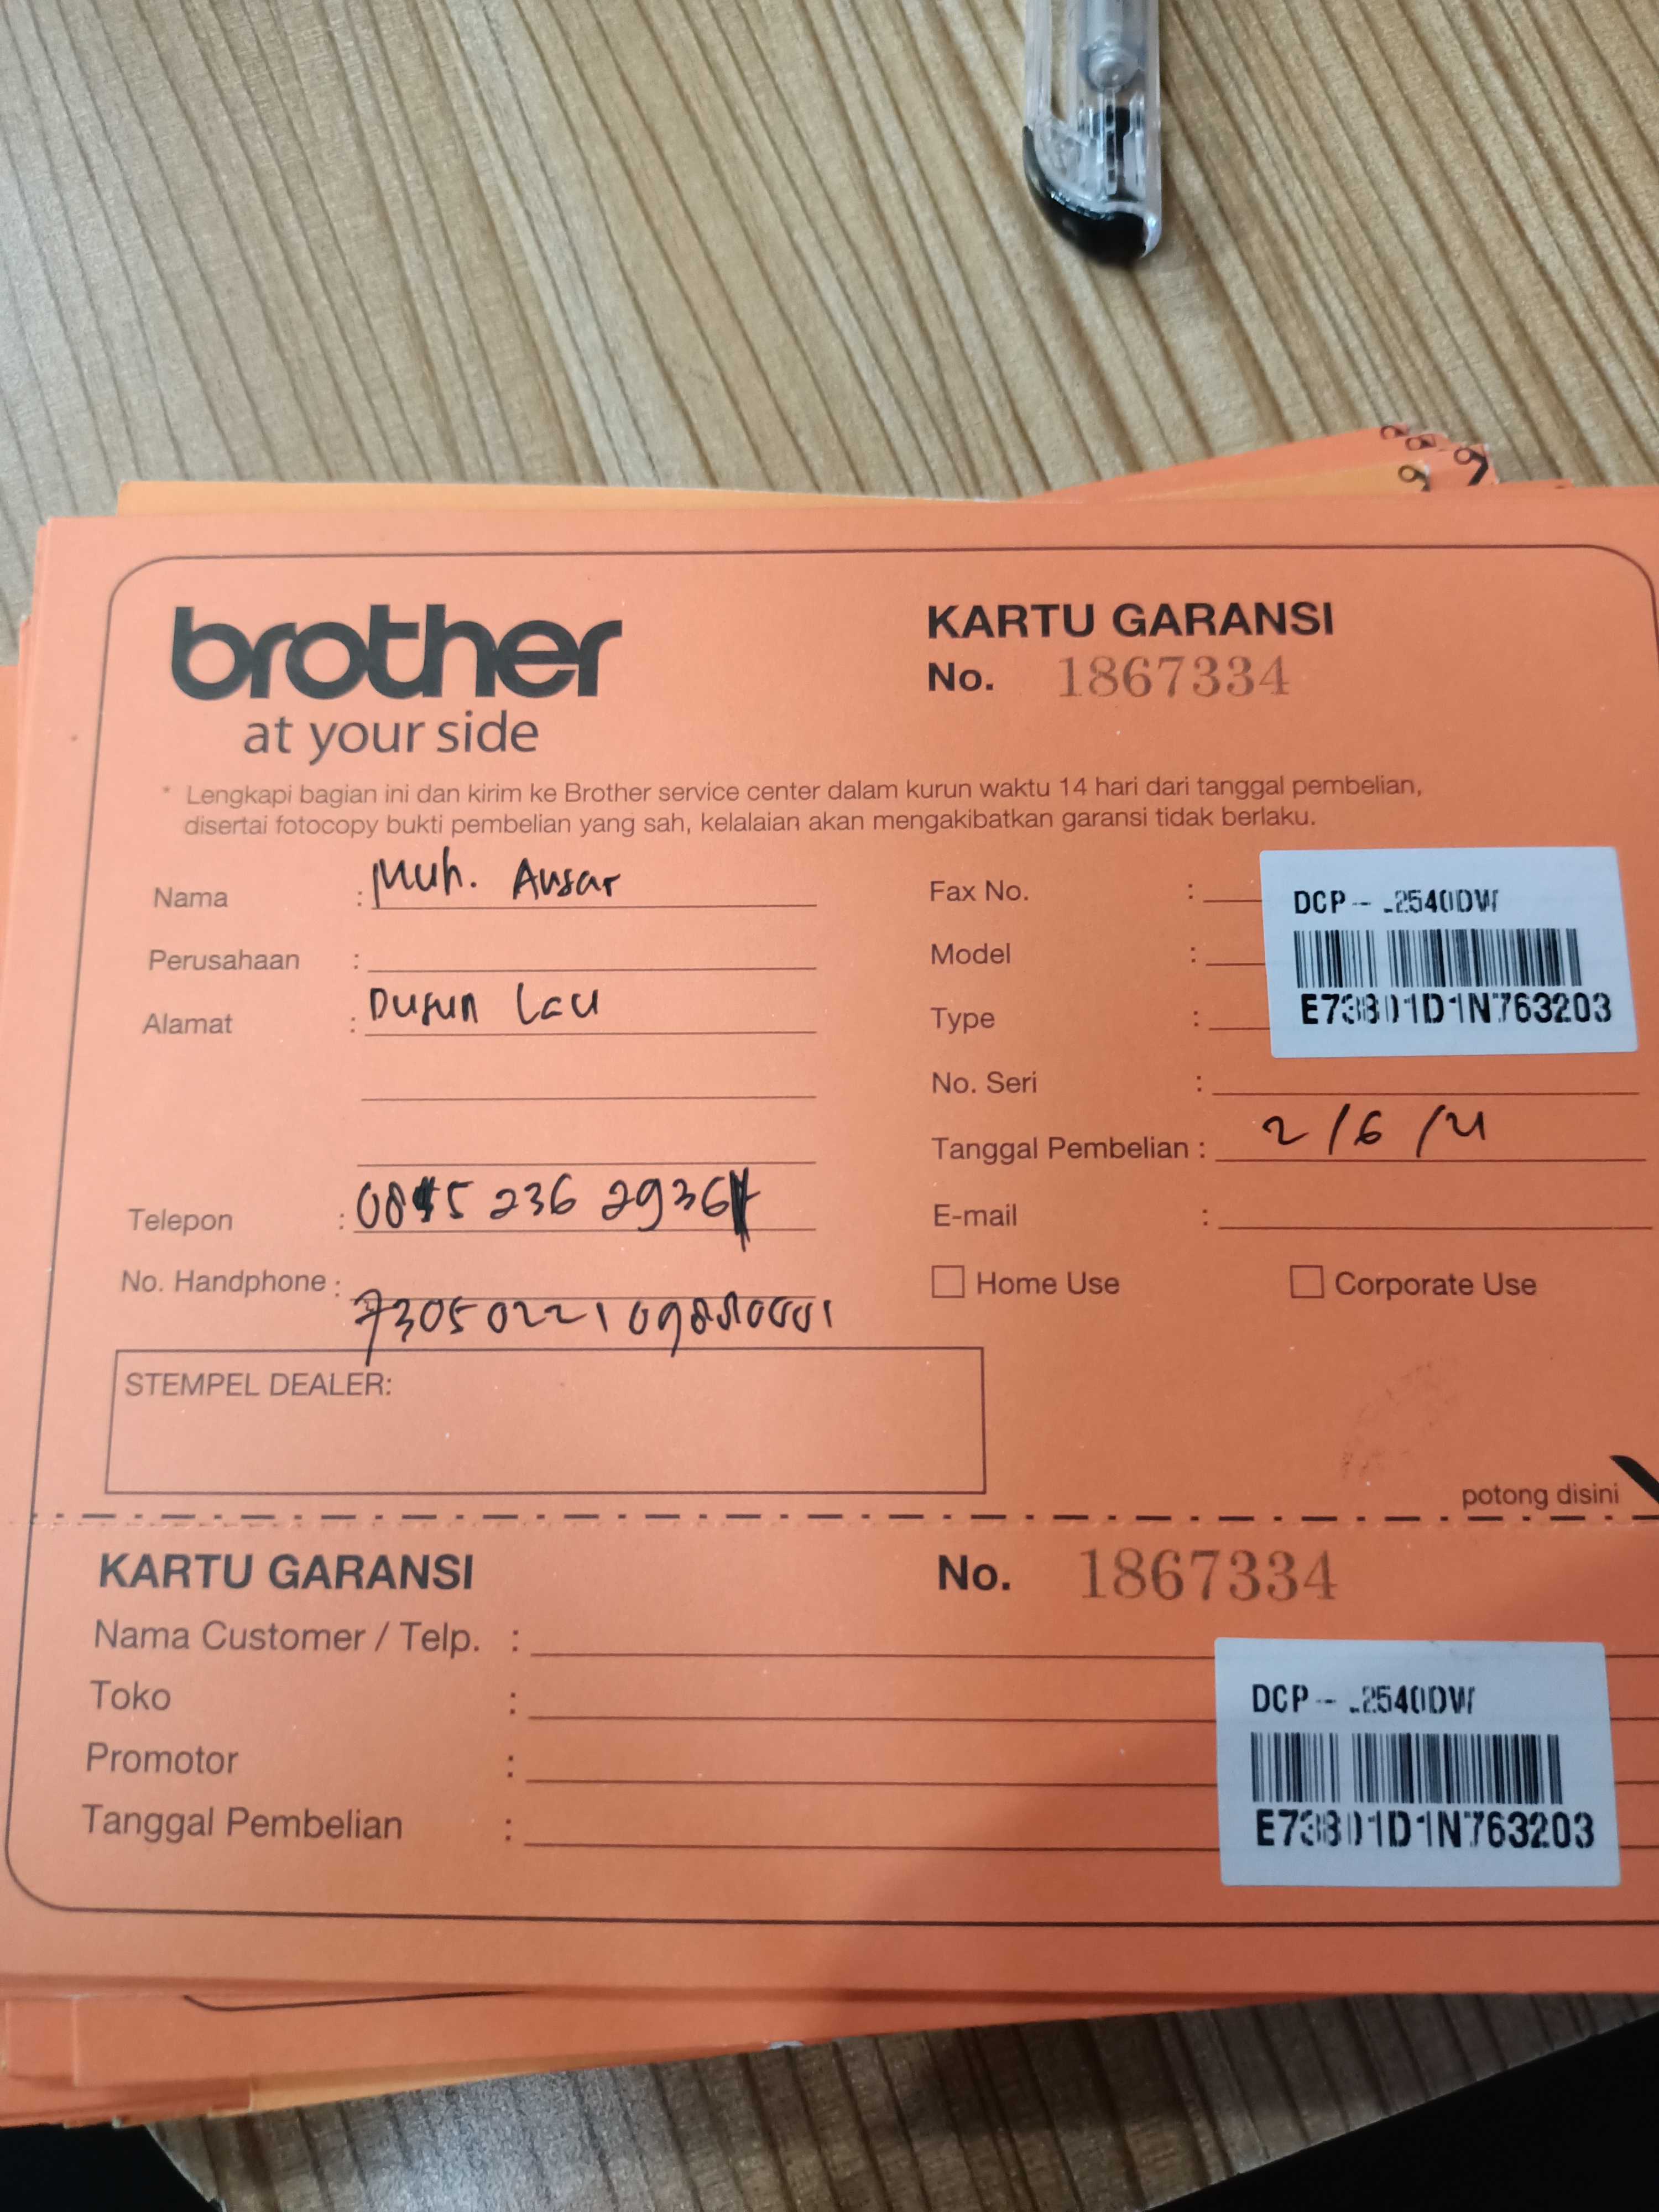 brother
at your side
KARTU GARANSI
No. 1867334
* Lengkapi bagian ini dan kirim ke Brother service center dalam kurun waktu 14 hari dari tanggal pembelian,
disertai fotocopy bukti pembelian yang sah, kelalaian akan mengakibatkan garansi tidak berlaku.
Nama : Muh. Ansar
Perusahaan :
Alamat : Dusun Lau
Telepon :
No. Handphone :
STEMPEL DEALER:
Fax No. :
Model :
Type :
No. Seri :
Tanggal Pembelian : 2/6/21
E-mail :
Home Use
Corporate Use
DCP-L2540DW
E73801D1N763203
potong disini
KARTU GARANSI
No. 1867334
Nama Customer / Telp. :
Toko :
Promotor :
Tanggal Pembelian :
DCP-L2540DW
E73801D1N763203